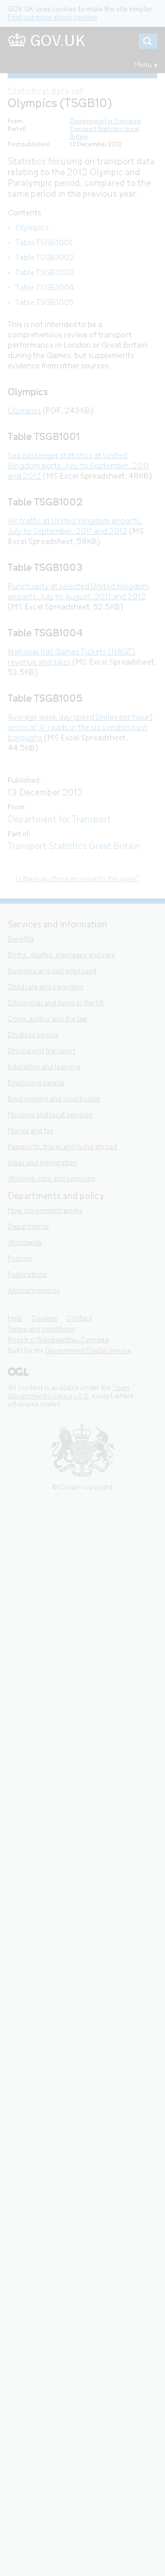 GOV.UK uses cookies to make the site simpler.
Find out more about cookies
GOV.UK
Menu
Statistical data set
Olympics (TSGB10)
From: Department for Transport
Part of: Transport Statistics Great
Britain
First published: 13 December 2012
Statistics focusing on transport data
relating to the 2012 Olympic and
Paralympic period, compared to the
same period in the previous year.
Contents
- Olympics
- Table TSGB1001
- Table TSGB1002
- Table TSGB1003
- Table TSGB1004
- Table TSGB1005
This is not intended to be a
comprehensive review of transport
performance in London or Great Britain
during the Games, but supplements
evidence from other sources.
Olympics
Olympics (PDF, 243KB)
Table TSGB1001
Sea passenger statistics at United
Kingdom ports, July to September, 2011
and 2012 (MS Excel Spreadsheet, 48KB)
Table TSGB1002
Air traffic at United Kingdom airports,
July to September, 2011 and 2012 (MS
Excel Spreadsheet, 59KB)
Table TSGB1003
Punctuality at selected United Kingdom
airports, July to August, 2011 and 2012
(MS Excel Spreadsheet, 52.5KB)
Table TSGB1004
National Rail Games Tickets (NRGT)
revenue and sales (MS Excel Spreadsheet,
53.5KB)
Table TSGB1005
Average week day speed (miles per hour)
on local 'A' roads in the six London host
boroughs (MS Excel Spreadsheet,
44.5KB)
Published:
13 December 2012
From:
Department for Transport
Part of:
Transport Statistics Great Britain
Is there anything wrong with this page?
Services and information
Benefits
Births, deaths, marriages and care
Business and self-employed
Childcare and parenting
Citizenship and living in the UK
Crime, justice and the law
Disabled people
Driving and transport
Education and learning
Employing people
Environment and countryside
Housing and local services
Money and tax
Passports, travel and living abroad
Visas and immigration
Working, jobs and pensions
Departments and policy
How government works
Departments
Worldwide
Policies
Publications
Announcements
Help Cookies Contact
Terms and conditions
Rhestr o Wasanaethau Cymraeg
Built by the Government Digital Service
OGL
All content is available under the Open
Government Licence v3.0, except where
otherwise stated
© Crown copyright